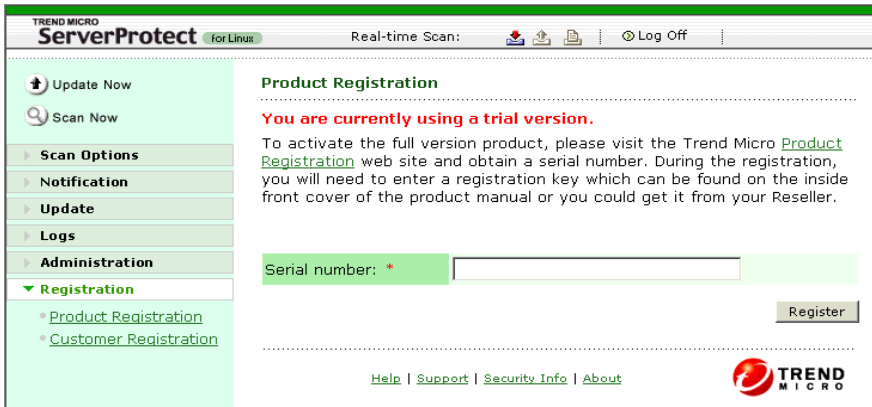 TREND MICRO
ServerProtect for Linux
Real-time Scan:
Log Off
Update Now
Scan Now
Scan Options
Notification
Update
Logs
Administration
Registration
Product Registration
Customer Registration
Product Registration
You are currently using a trial version.
To activate the full version product, please visit the Trend Micro Product
Registration web site and obtain a serial number. During the registration,
you will need to enter a registration key which can be found on the inside
front cover of the product manual or you could get it from your Reseller.
Serial number: *
Register
Help | Support | Security Info | About
TREND
MICRO